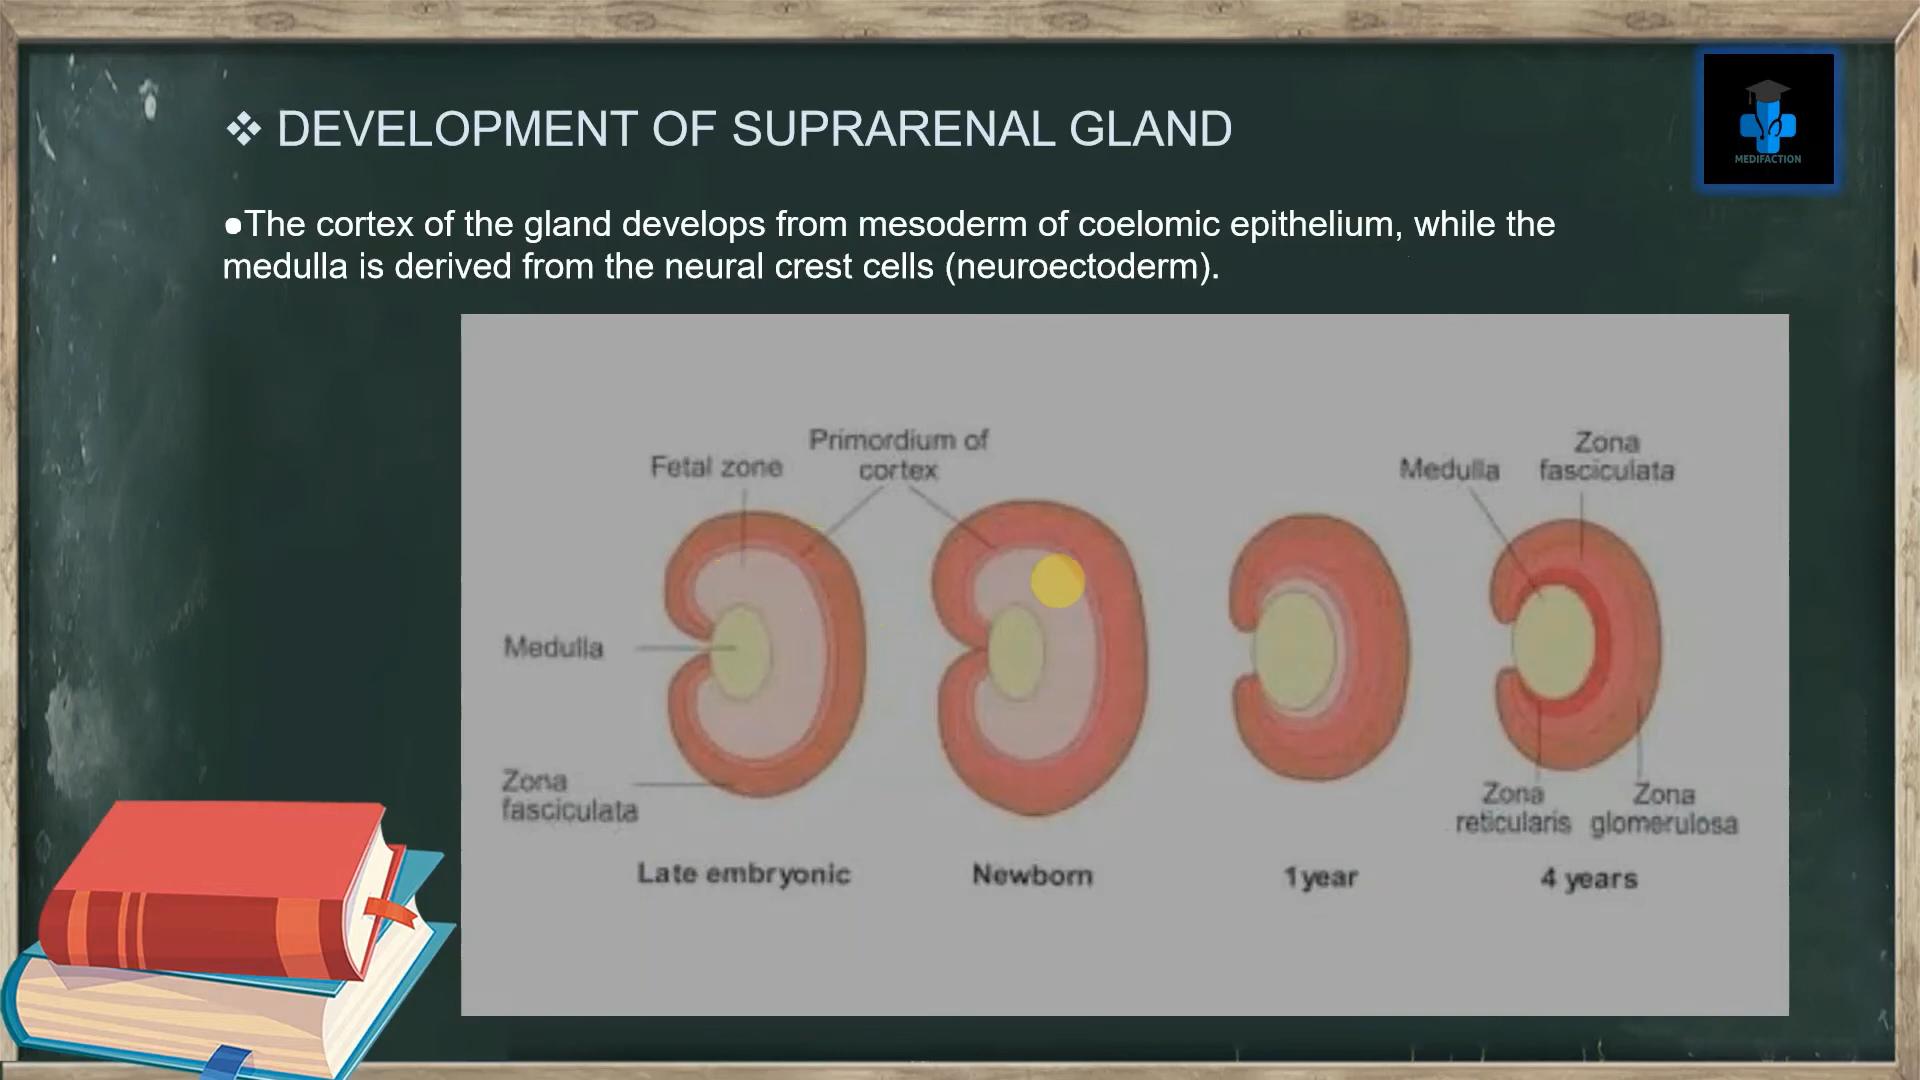 ❖ DEVELOPMENT OF SUPRARENAL GLAND
MEDIFACTION
●The cortex of the gland develops from mesoderm of coelomic epithelium, while the
medulla is derived from the neural crest cells (neuroectoderm).
Fetal zone
Primordium of
cortex
Medulla
Zona
fasciculata
Medulla
Zona
fasciculata
Zona
reticularis
Zona
glomerulosa
Late embryonic
Newborn
1 year
4 years